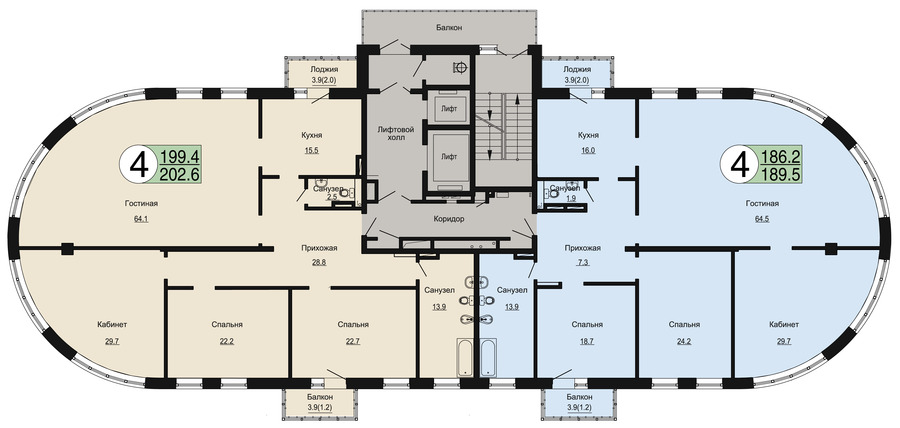 Балкон
Лоджия
3.9(2.0)
Лоджия
3.9(2.0)
Лифт
Лифтовой
холл
Лифт
Кухня
15.5
Кухня
16.0
4
199.4
202.6
4
186.2
189.5
Санузел
2.5
Санузел
1.9
Гостиная
64.1
Гостиная
64.5
Коридор
Прихожая
28.8
Прихожая
7.3
Санузел
13.9
Санузел
13.9
Кабинет
29.7
Спальня
22.2
Спальня
22.7
Спальня
18.7
Спальня
24.2
Кабинет
29.7
Балкон
3.9(1.2)
Балкон
3.9(1.2)